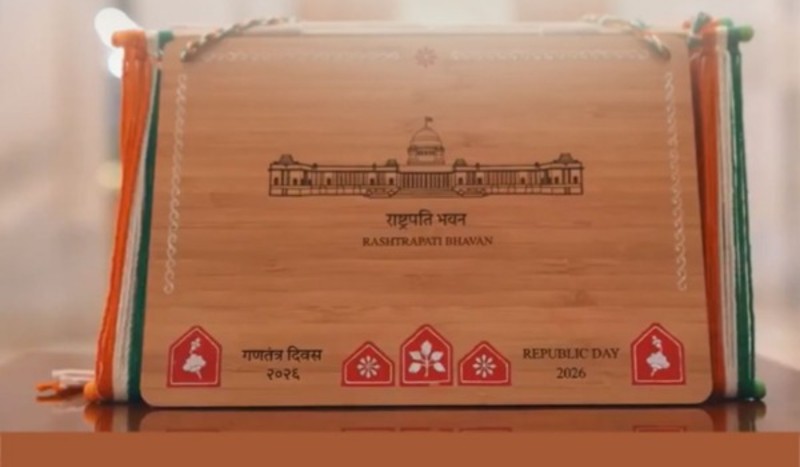 राष्ट्रपति भवन
RASHTRAPATI BHAVAN
गणतंत्र दिवस
२०२६
REPUBLIC DAY
2026